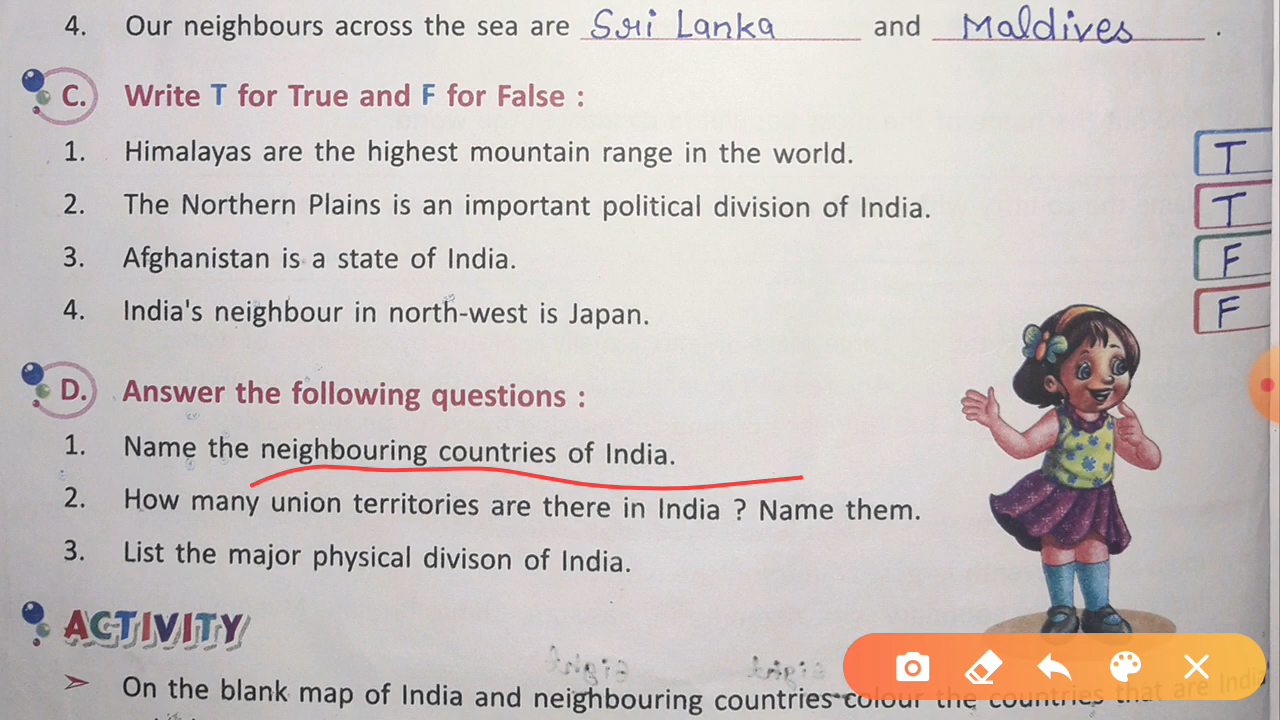 4. Our neighbours across the sea are Sri Lanka and Maldives .
C. Write T for True and F for False :
1. Himalayas are the highest mountain range in the world. T
2. The Northern Plains is an important political division of India. T
3. Afghanistan is a state of India. F
4. India's neighbour in north-west is Japan. F
D. Answer the following questions :
1. Name the neighbouring countries of India.
2. How many union territories are there in India ? Name them.
3. List the major physical divison of India.
ACTIVITY
➢ On the blank map of India and neighbouring countries colour the countries that are India